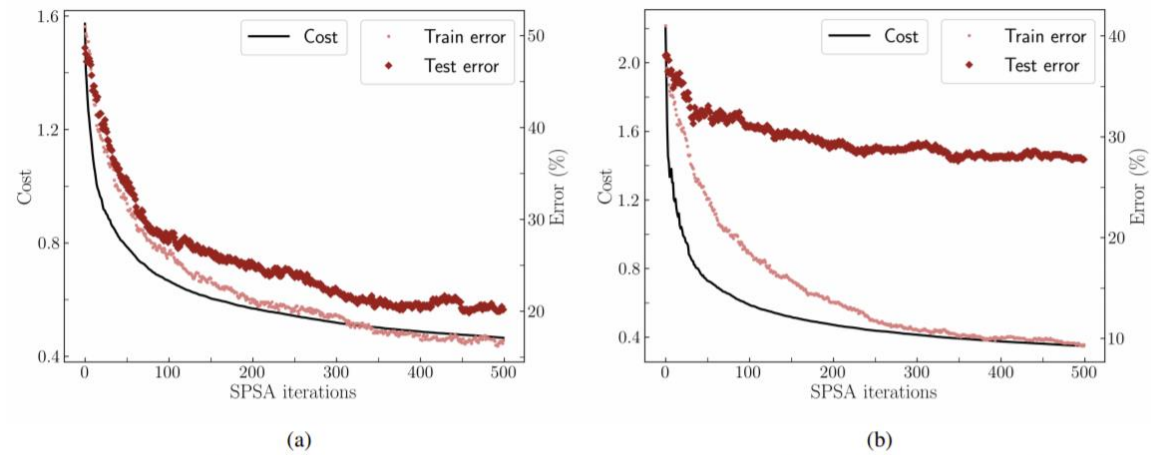 1.6
1.2
0.8
0.4
Cost
Cost
Train error
Test error
50
40
30
20
Error (%)
0 100 200 300 400 500
SPSA iterations
(a)
2.0
1.6
1.2
0.8
0.4
Cost
Cost
Train error
Test error
40
30
20
10
Error (%)
0 100 200 300 400 500
SPSA iterations
(b)